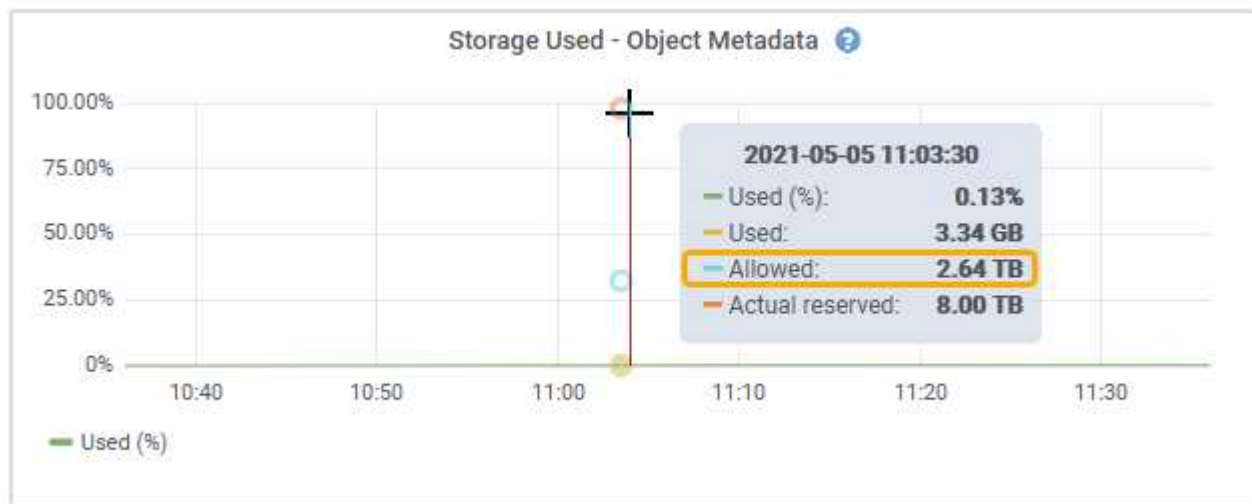 Storage Used - Object Metadata ?
100.00%
75.00%
50.00%
25.00%
0%
10:40 10:50 11:00 11:10 11:20 11:30
2021-05-05 11:03:30
Used (%): 0.13%
Used: 3.34 GB
Allowed: 2.64 TB
Actual reserved: 8.00 TB
Used (%)